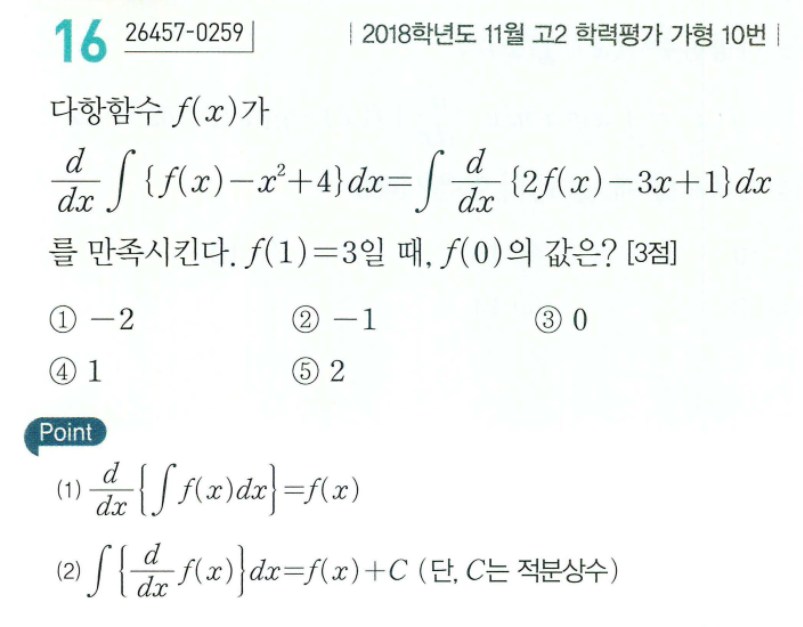 16 26457-0259 | 2018학년도 11월 고2 학력평가 가형 10번 |
다항함수 f(x)가
d/dx ∫ {f(x)-x²+4}dx=∫ d/dx {2f(x)-3x+1}dx
를 만족시킨다. f(1)=3일 때, f(0)의 값은? [3점]
① -2 ② -1 ③ 0
④ 1 ⑤ 2
Point
(1) d/dx {∫ f(x)dx}=f(x)
(2) ∫ {d/dx f(x)}dx=f(x)+C (단, C는 적분상수)